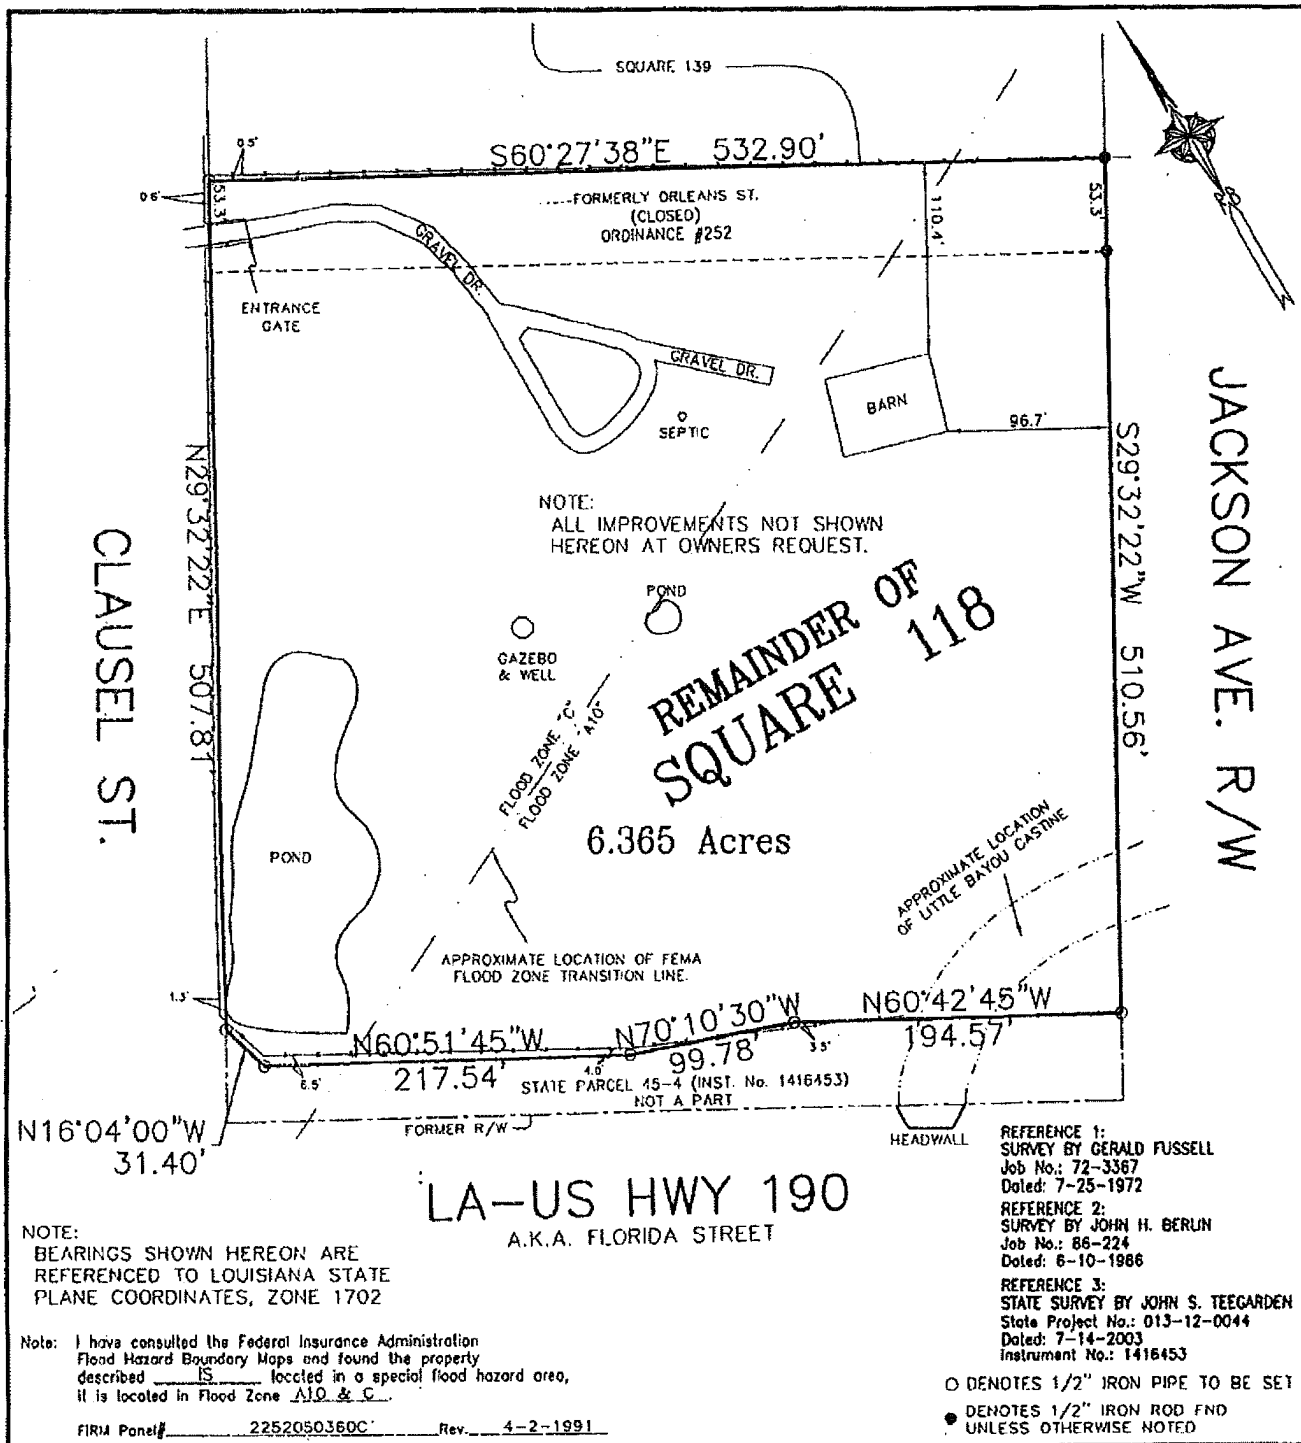 SQUARE 139
0.5'
S60°27'38"E 532.90'
0.6'
53.3'
FORMERLY ORLEANS ST.
(CLOSED)
ORDINANCE #252
110.4'
53.3'
GRAVEL DR.
ENTRANCE
GATE
GRAVEL DR.
BARN
SEPTIC
96.7'
JACKSON AVE. R/W
S29°32'22"W 510.56'
N29°32'22"E 507.81'
CLAUSEL ST.
NOTE:
ALL IMPROVEMENTS NOT SHOWN
HEREON AT OWNERS REQUEST.
POND
GAZEBO
& WELL
REMAINDER OF
SQUARE 118
FLOOD ZONE "C"
FLOOD ZONE "A10"
6.365 Acres
POND
APPROXIMATE LOCATION
OF LITTLE BAYOU CASTINE
APPROXIMATE LOCATION OF FEMA
FLOOD ZONE TRANSITION LINE.
1.3'
N60°51'45"W
217.54'
N70°10'30"W
99.78'
N60°42'45"W
194.57'
6.5'
4.0'
3.5'
STATE PARCEL 45-4 (INST. No. 1416453)
NOT A PART
FORMER R/W
HEADWALL
N16°04'00"W
31.40'
LA-US HWY 190
A.K.A. FLORIDA STREET
REFERENCE 1:
SURVEY BY GERALD FUSSELL
Job No.: 72-3367
Dated: 7-25-1972
REFERENCE 2:
SURVEY BY JOHN H. BERLIN
Job No.: 86-224
Dated: 6-10-1986
REFERENCE 3:
STATE SURVEY BY JOHN S. TEEGARDEN
State Project No.: 013-12-0044
Dated: 7-14-2003
Instrument No.: 1416453
NOTE:
BEARINGS SHOWN HEREON ARE
REFERENCED TO LOUISIANA STATE
PLANE COORDINATES, ZONE 1702
Note: I have consulted the Federal Insurance Administration
Flood Hazard Boundary Maps and found the property
described IS located in a special flood hazard area,
it is located in Flood Zone A10 & C.
FIRM Panel# 2252050360C Rev. 4-2-1991
O DENOTES 1/2" IRON PIPE TO BE SET
● DENOTES 1/2" IRON ROD FND
UNLESS OTHERWISE NOTED